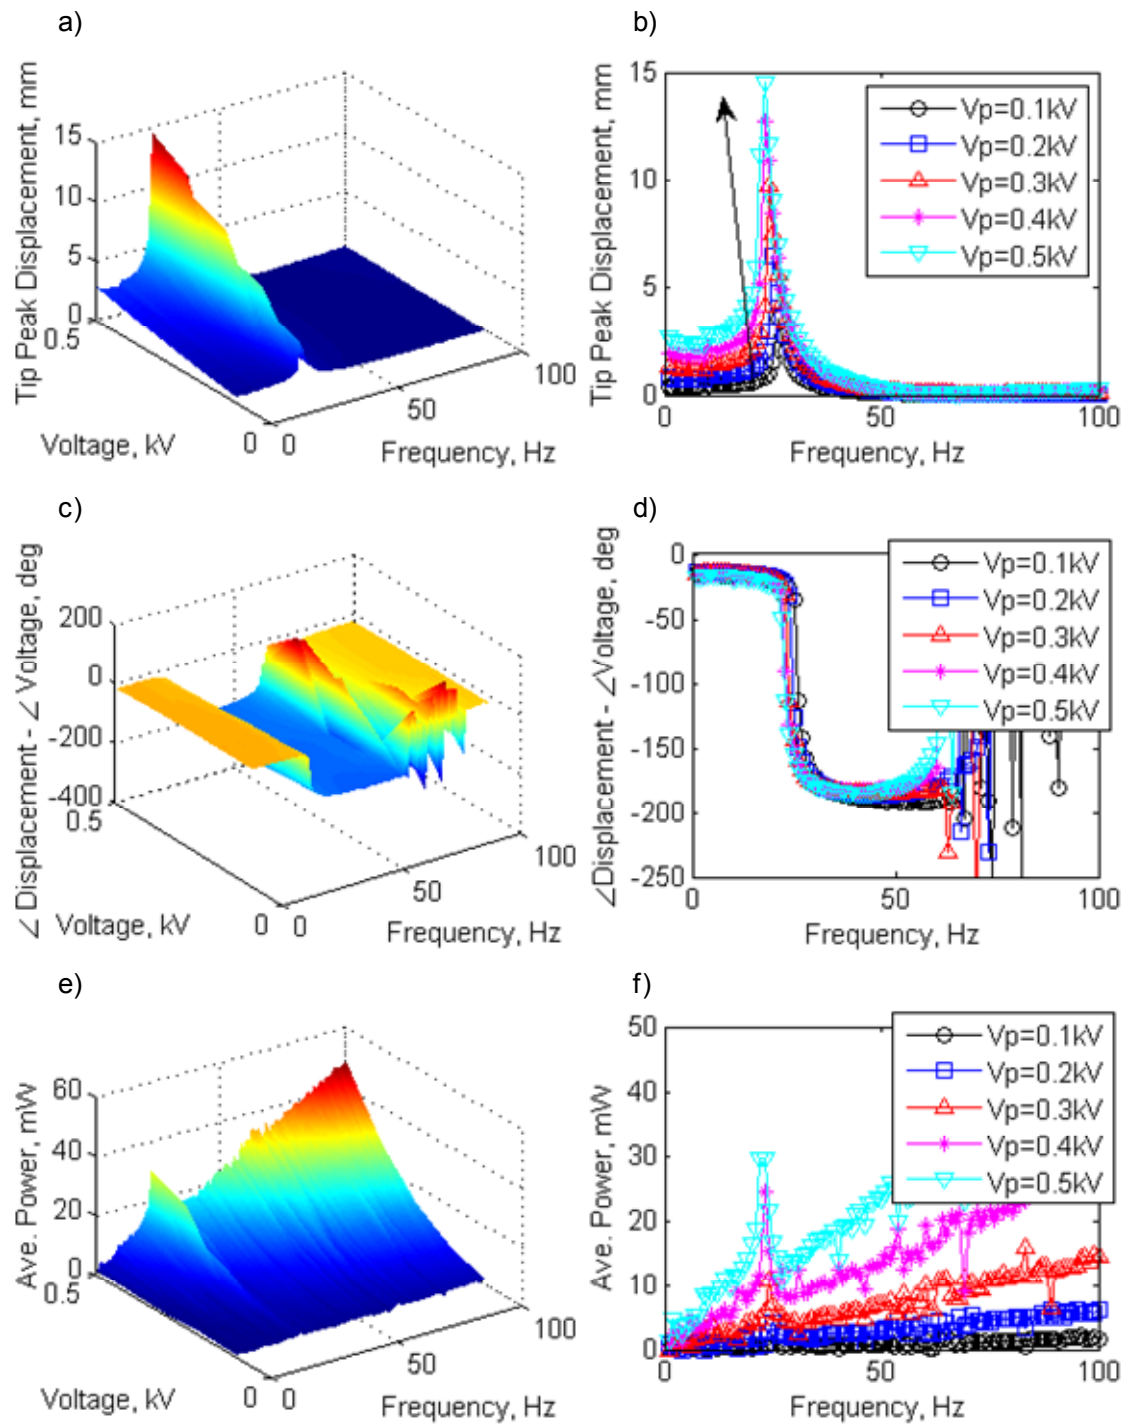 a)
Tip Peak Displacement, mm
15
10
5
0
0.5
0
0
50
100
Voltage, kV
Frequency, Hz
b)
Tip Peak Displacement, mm
15
10
5
0
0
50
100
Frequency, Hz
Vp=0.1kV
Vp=0.2kV
Vp=0.3kV
Vp=0.4kV
Vp=0.5kV
c)
∠Displacement - ∠Voltage, deg
200
0
-200
-400
0.5
0
0
50
100
Voltage, kV
Frequency, Hz
d)
∠Displacement - ∠Voltage, deg
0
-50
-100
-150
-200
-250
0
50
100
Frequency, Hz
Vp=0.1kV
Vp=0.2kV
Vp=0.3kV
Vp=0.4kV
Vp=0.5kV
e)
Ave. Power, mW
60
40
20
0
0.5
0
0
50
100
Voltage, kV
Frequency, Hz
f)
Ave. Power, mW
50
40
30
20
10
0
0
50
100
Frequency, Hz
Vp=0.1kV
Vp=0.2kV
Vp=0.3kV
Vp=0.4kV
Vp=0.5kV